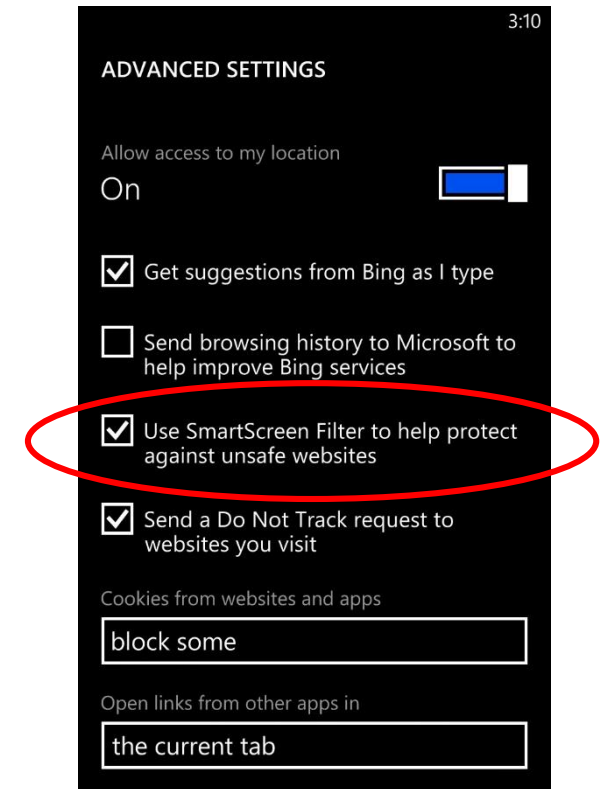 3:10
ADVANCED SETTINGS
Allow access to my location
On
Get suggestions from Bing as I type
Send browsing history to Microsoft to
help improve Bing services
Use SmartScreen Filter to help protect
against unsafe websites
Send a Do Not Track request to
websites you visit
Cookies from websites and apps
block some
Open links from other apps in
the current tab